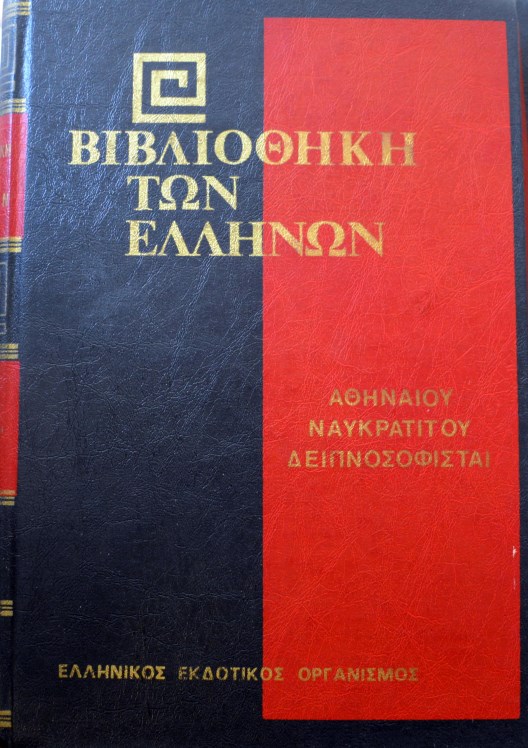 ΒΙΒΛΙΟΘΗΚΗ
ΤΩΝ
ΕΛΛΗΝΩΝ
ΑΘΗΝΑΙΟΥ
ΝΑΥΚΡΑΤΙΤΟΥ
ΔΕΙΠΝΟΣΟΦΙΣΤΑΙ
ΕΛΛΗΝΙΚΟΣ ΕΚΔΟΤΙΚΟΣ ΟΡΓΑΝΙΣΜΟΣ